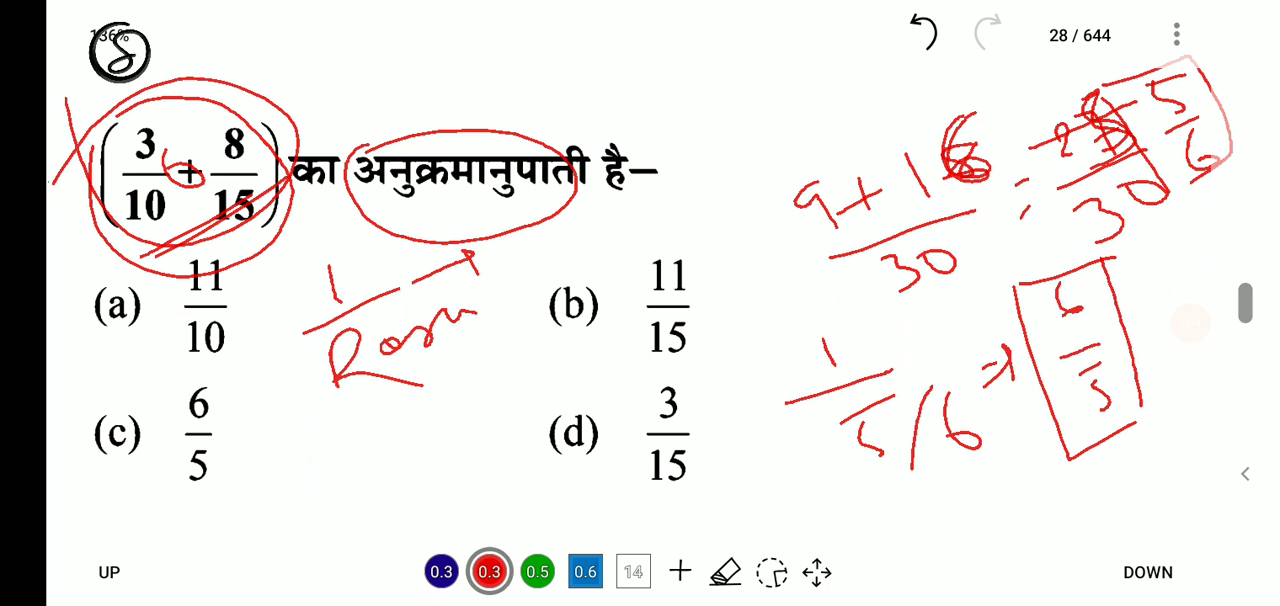 136%
8
28 / 644
(3/10 + 8/15) का अनुक्रमानुपाती है–
9 + 16 / 30 = 25 / 30 = 5/6
(a) 11/10
(b) 11/15
1
1 / 5/6 ⇒ 6/5
(c) 6/5
(d) 3/15
UP
0.3
0.3
0.5
0.6
14
DOWN